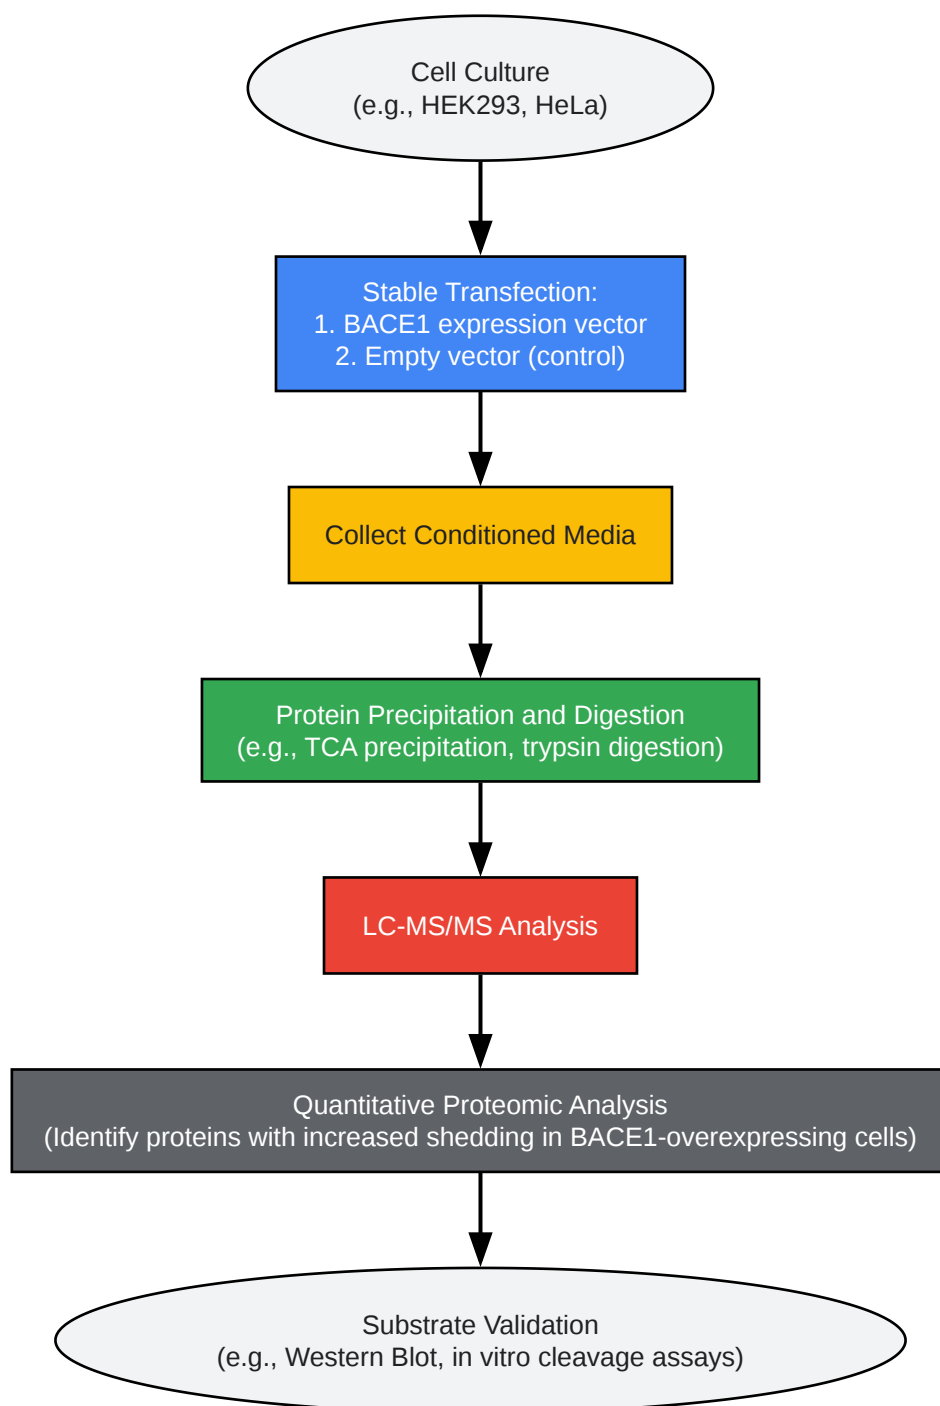 Cell Culture
(e.g., HEK293, HeLa)
Stable Transfection:
1. BACE1 expression vector
2. Empty vector (control)
Collect Conditioned Media
Protein Precipitation and Digestion
(e.g., TCA precipitation, trypsin digestion)
LC-MS/MS Analysis
Quantitative Proteomic Analysis
(Identify proteins with increased shedding in BACE1-overexpressing cells)
Substrate Validation
(e.g., Western Blot, in vitro cleavage assays)